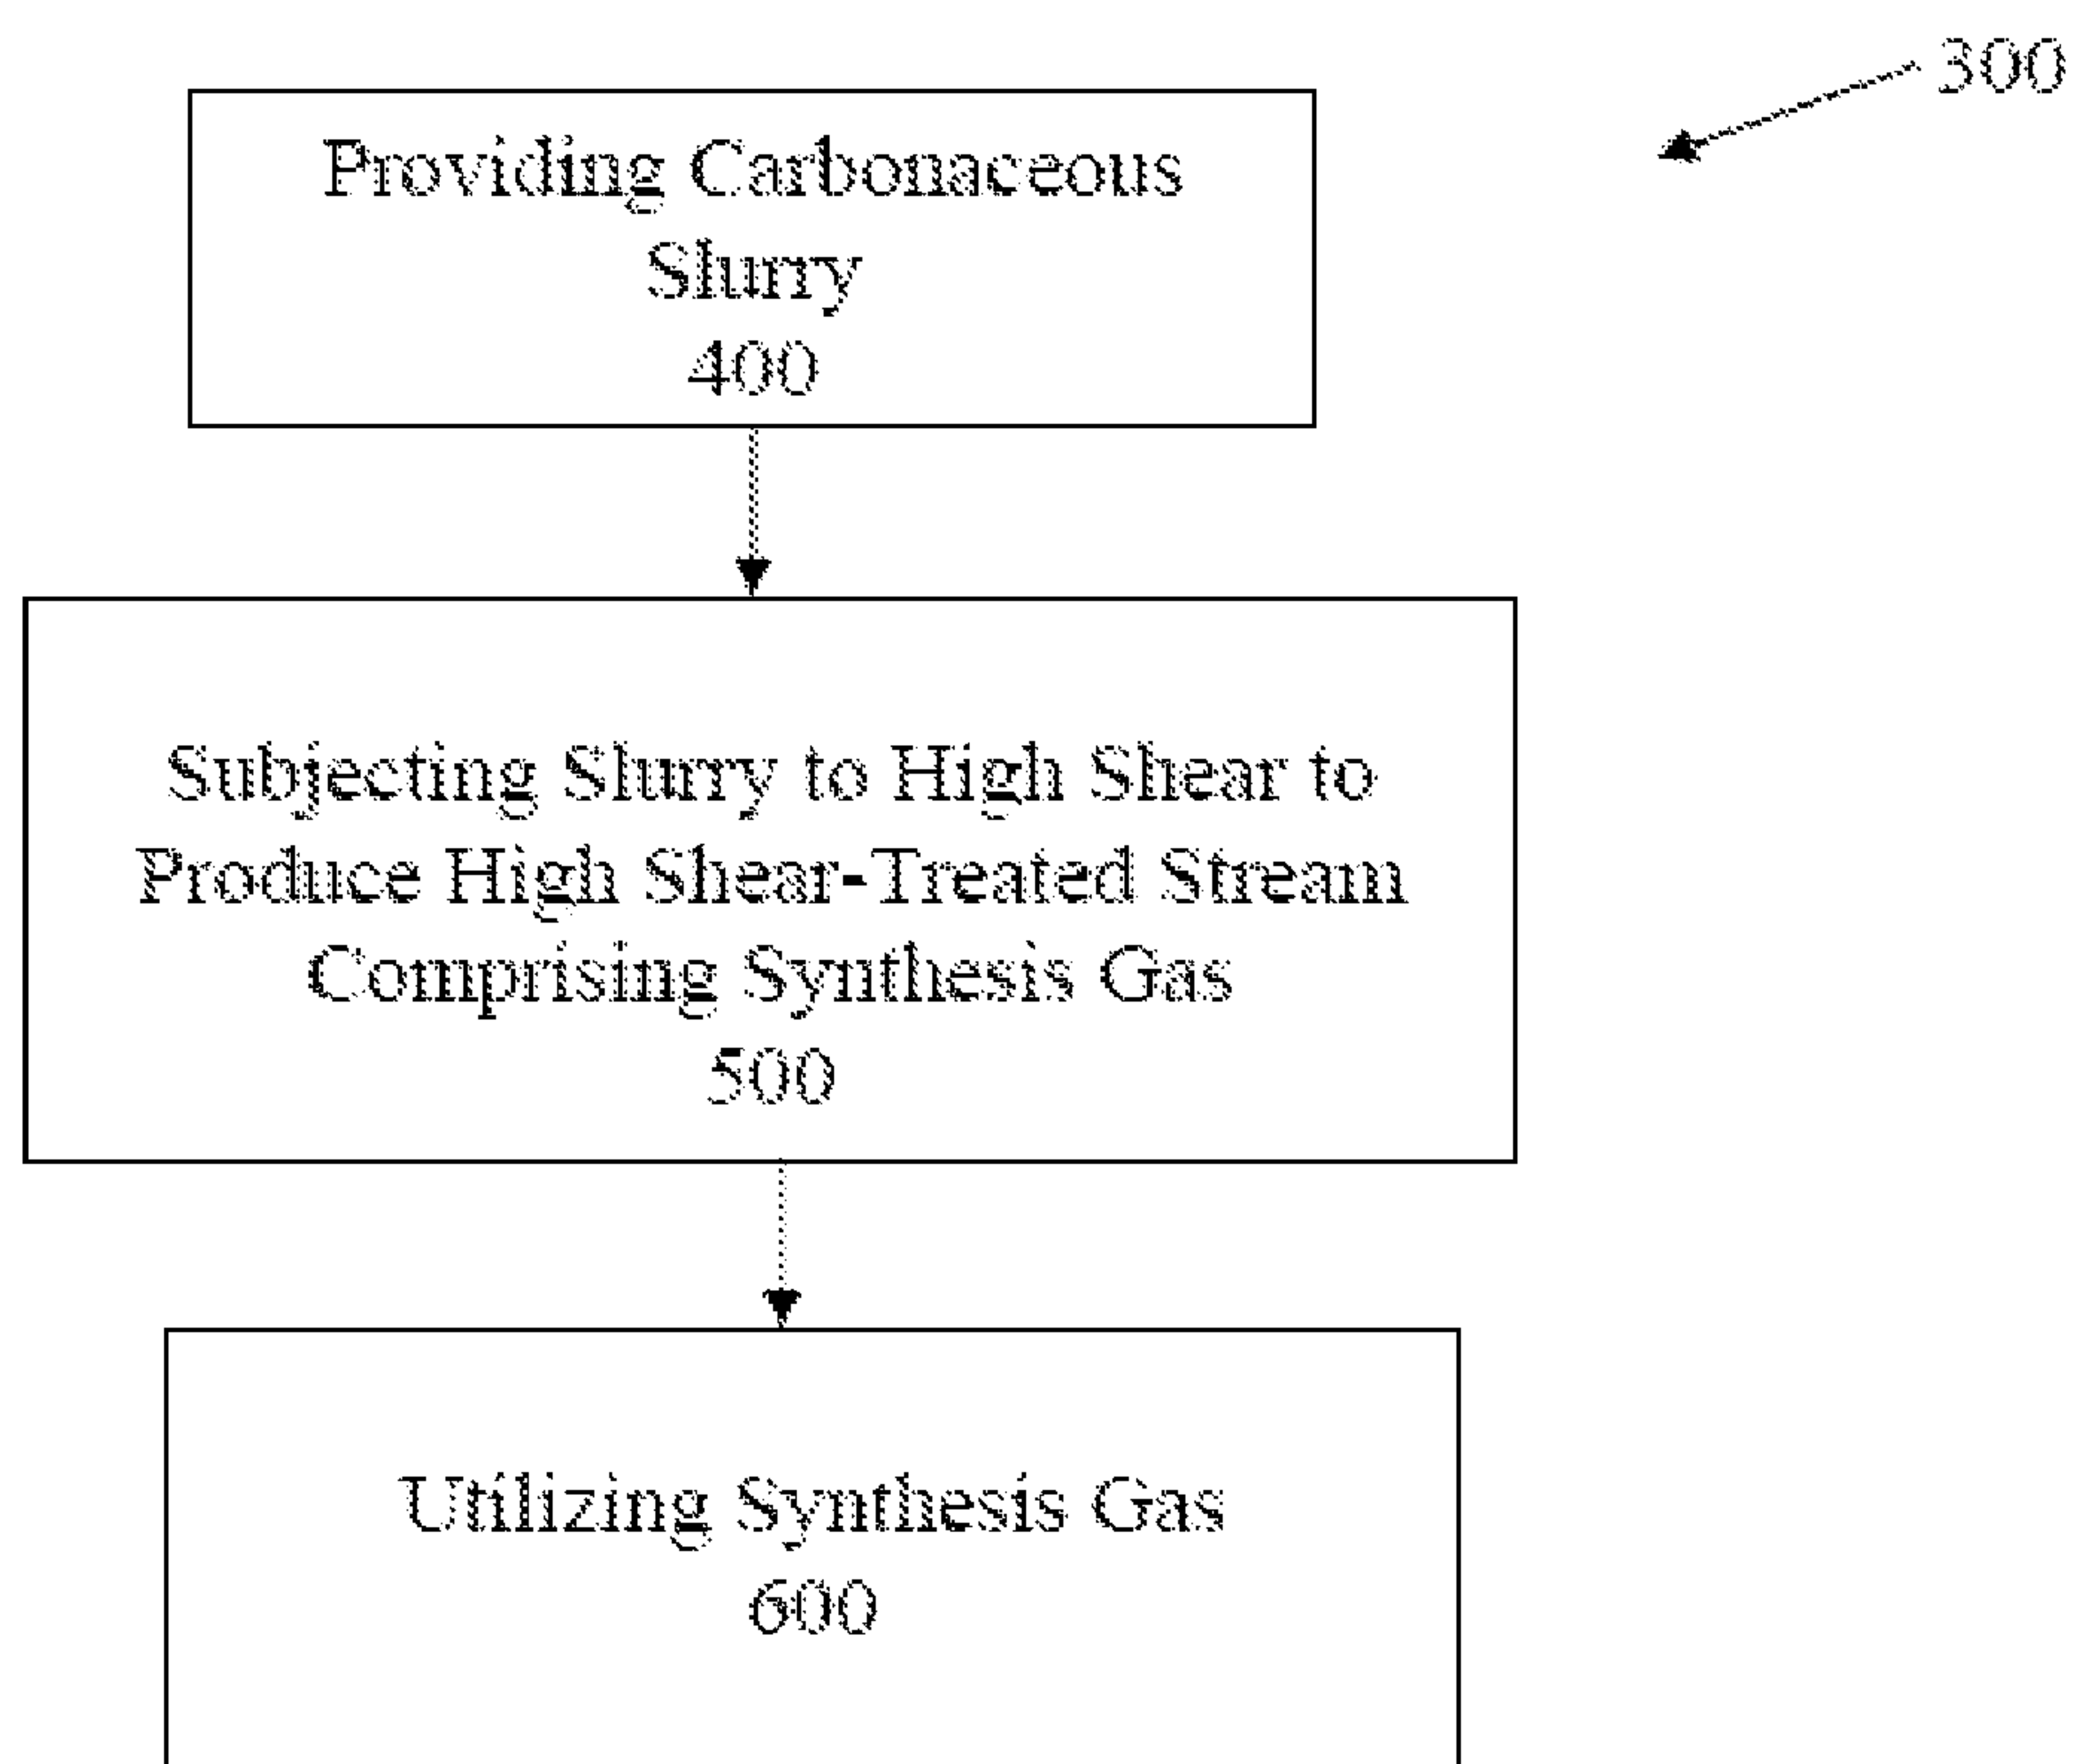 300
Providing Carbonaceous
Slurry
400
Subjecting Slurry to High Shear to
Produce High Shear-Treated Stream
Comprising Synthesis Gas
500
Utilizing Synthesis Gas
600